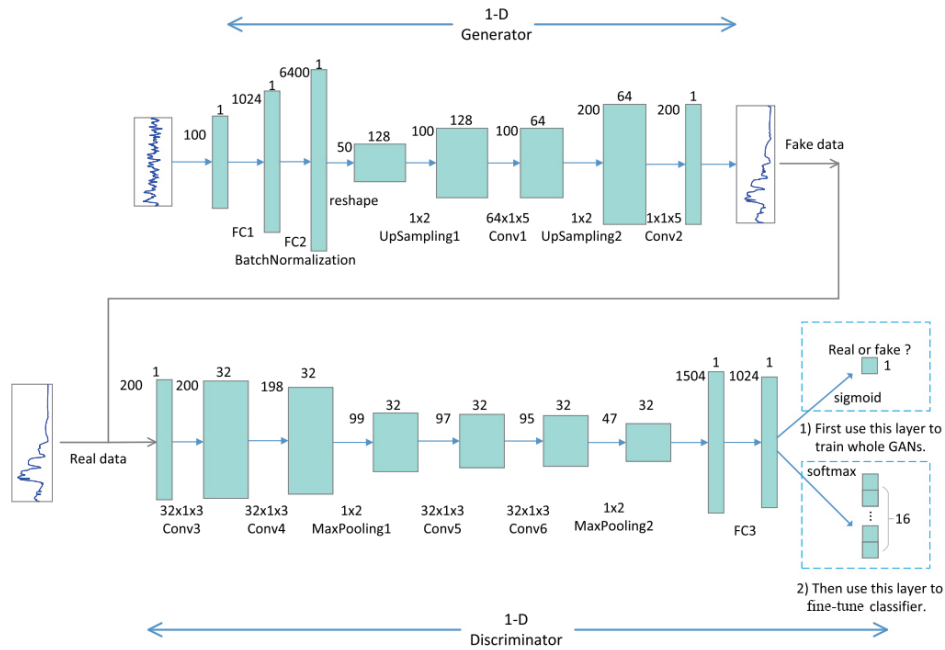 1-D
Generator
100
1
1024
1
6400
1
50
128
100
128
100
64
200
64
200
1
Fake data
reshape
FC1
FC2
BatchNormalization
1x2
UpSampling1
64x1x5
Conv1
1x2
UpSampling2
1x1x5
Conv2
Real data
200
1
200
32
198
32
99
32
97
32
95
32
47
32
1504
1
1024
1
32x1x3
Conv3
32x1x3
Conv4
1x2
MaxPooling1
32x1x3
Conv5
32x1x3
Conv6
1x2
MaxPooling2
FC3
Real or fake ?
1
sigmoid
1) First use this layer to
train whole GANs.
softmax
16
2) Then use this layer to
fine-tune classifier.
1-D
Discriminator